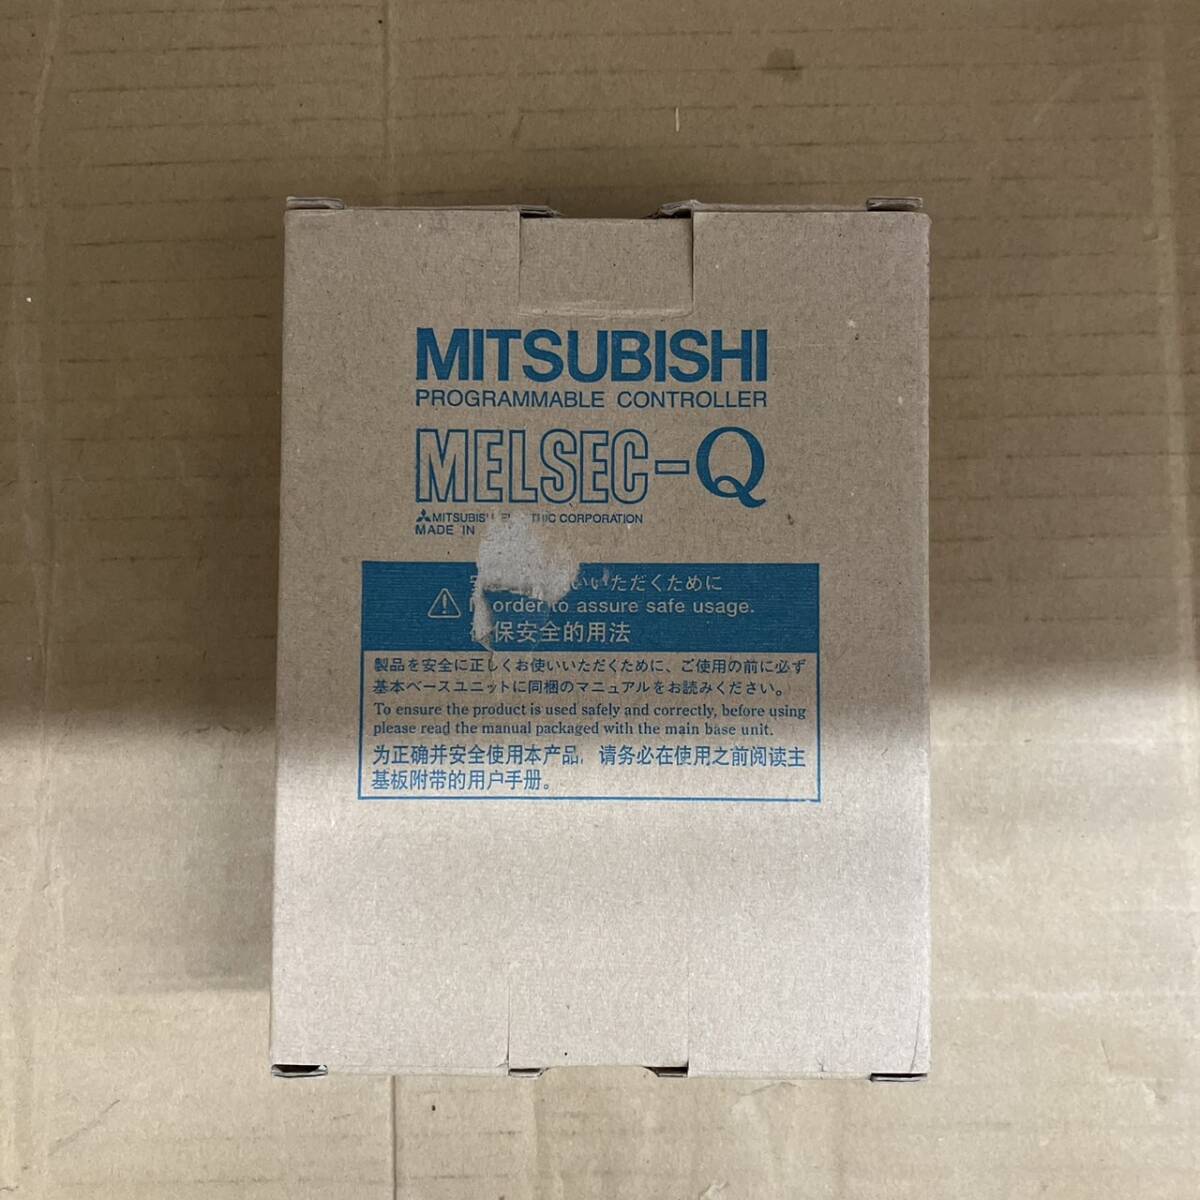 MITSUBISHI
PROGRAMMABLE CONTROLLER
MELSEC-Q
MITSUBIS CORPORATION
MADE IN
いただくために
order to assure safe usage.
保安全的用法
製品を安全に正しくお使いいただくために、ご使用の前に必ず
基本ベースユニットに同梱のマニュアルをお読みください。
To ensure the product is used safely and correctly, before using
please read the manual packaged with the main base unit.
为正确并安全使用本产品, 请务必在使用之前阅读主
基板附带的用户手册。